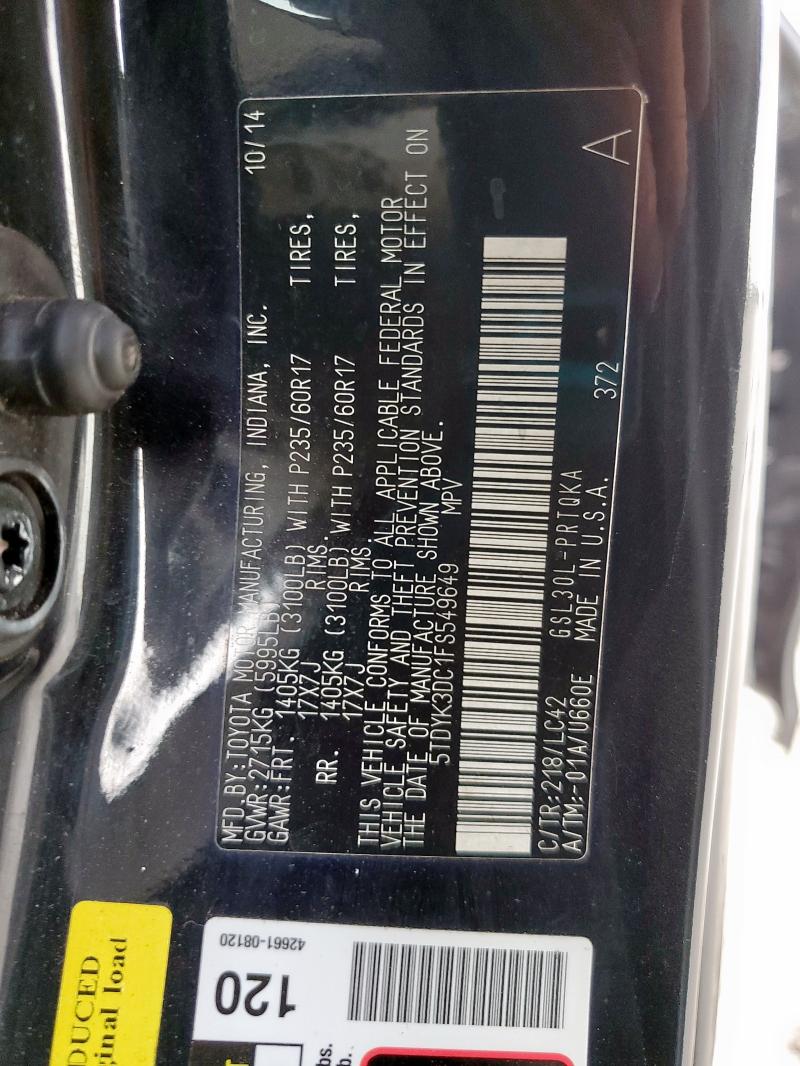 MFD.BY:TOYOTA MOTOR MANUFACTURING, INDIANA, INC. 10/14
GVWR:2715KG (5995LB)
GAWR:FRT. 1405KG (3100LB) WITH P235/60R17 TIRES,
17X7J RIMS.
RR. 1405KG (3100LB) WITH P235/60R17 TIRES,
17X7J RIMS
THIS VEHICLE CONFORMS TO ALL APPLICABLE FEDERAL MOTOR
VEHICLE SAFETY AND THEFT PREVENTION STANDARDS IN EFFECT ON
THE DATE OF MANUFACTURE SHOWN ABOVE.
5TDYK3DC1FS549649 MPV
A
C/TR:218/LC42 GSL30L-PRTQKA
A/TM:-01A/U660E MADE IN U.S.A. 372
DUCED
ginal load
42661-08120
120
T
bs.
b.